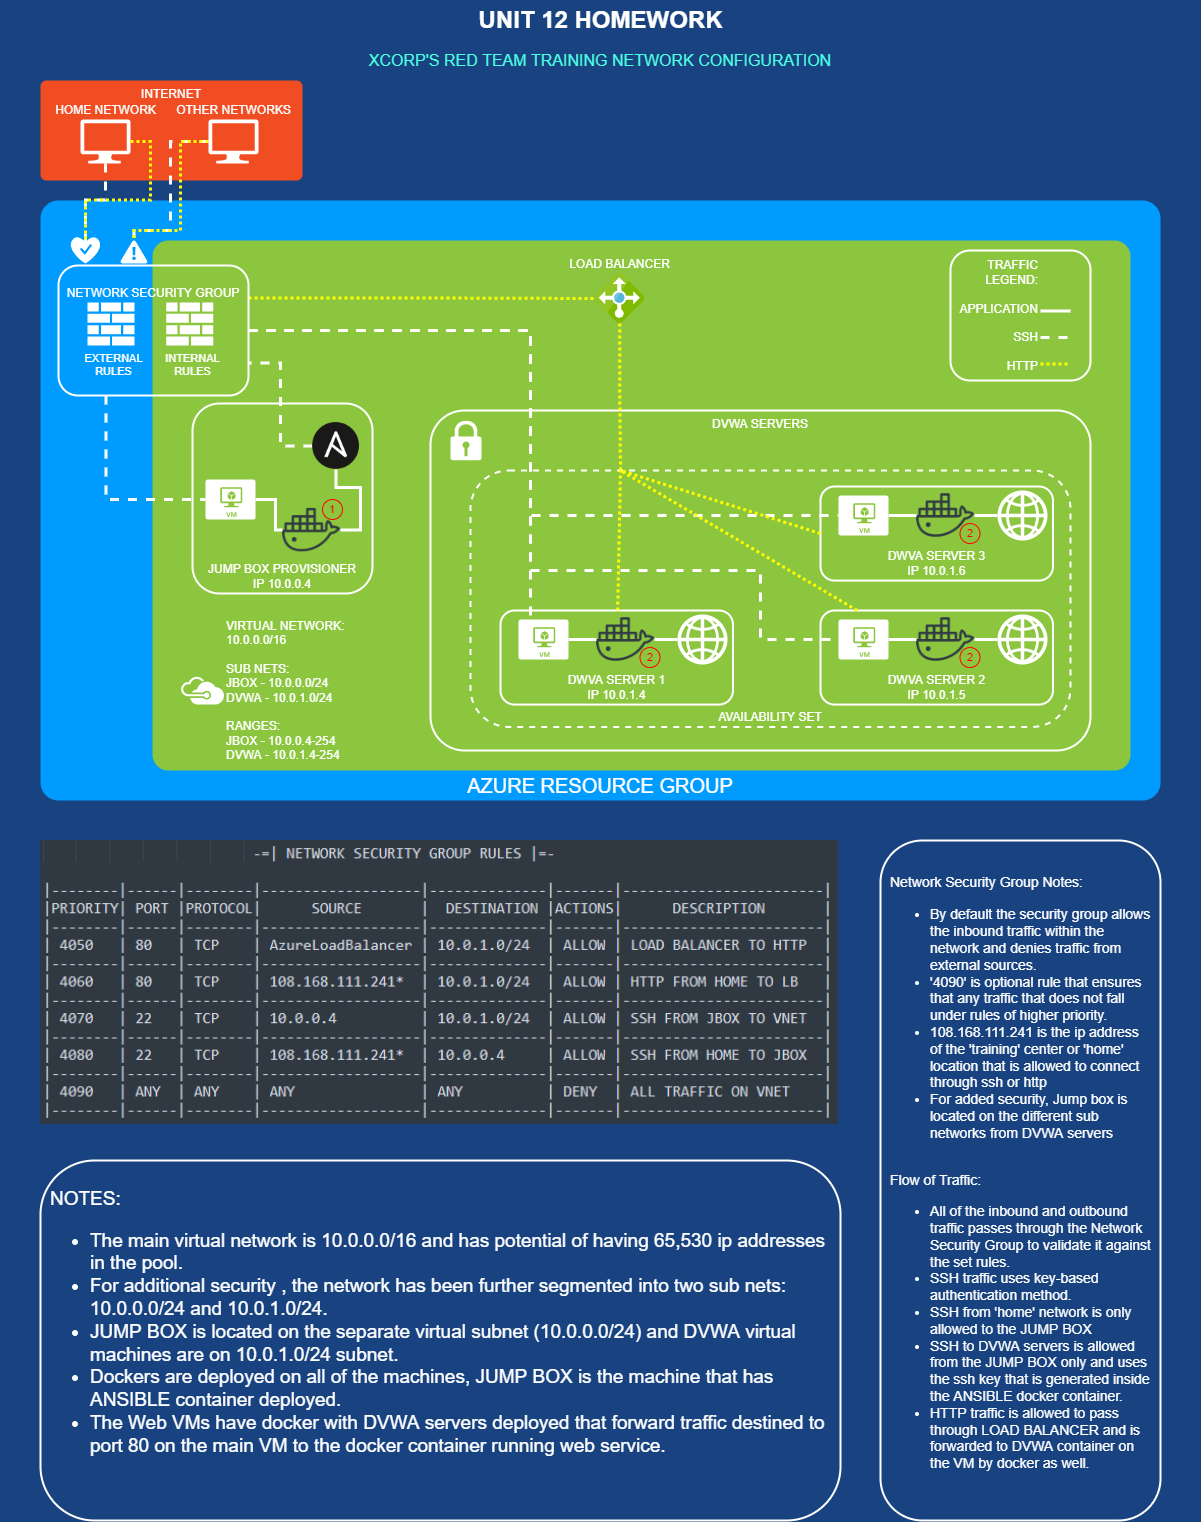 UNIT 12 HOMEWORK
XCORP'S RED TEAM TRAINING NETWORK CONFIGURATION
INTERNET
HOME NETWORK
OTHER NETWORKS
NETWORK SECURITY GROUP
EXTERNAL
RULES
INTERNAL
RULES
LOAD BALANCER
TRAFFIC
LEGEND:
APPLICATION
SSH
HTTP
DVWA SERVERS
VM
1
JUMP BOX PROVISIONER
IP 10.0.0.4
VM
2
DWVA SERVER 3
IP 10.0.1.6
VM
2
DWVA SERVER 1
IP 10.0.1.4
VM
2
DWVA SERVER 2
IP 10.0.1.5
AVAILABILITY SET
VIRTUAL NETWORK:
10.0.0.0/16
SUB NETS:
JBOX - 10.0.0.0/24
DVWA - 10.0.1.0/24
RANGES:
JBOX - 10.0.0.4-254
DVWA - 10.0.1.4-254
AZURE RESOURCE GROUP
-=| NETWORK SECURITY GROUP RULES |=-
|--------|------|--------|-------------------|--------------|-------|------------------------|
|PRIORITY| PORT |PROTOCOL| SOURCE | DESTINATION |ACTIONS| DESCRIPTION |
|--------|------|--------|-------------------|--------------|-------|------------------------|
| 4050 | 80 | TCP | AzureLoadBalancer | 10.0.1.0/24 | ALLOW | LOAD BALANCER TO HTTP |
|--------|------|--------|-------------------|--------------|-------|------------------------|
| 4060 | 80 | TCP | 108.168.111.241* | 10.0.1.0/24 | ALLOW | HTTP FROM HOME TO LB |
|--------|------|--------|-------------------|--------------|-------|------------------------|
| 4070 | 22 | TCP | 10.0.0.4 | 10.0.1.0/24 | ALLOW | SSH FROM JBOX TO VNET |
|--------|------|--------|-------------------|--------------|-------|------------------------|
| 4080 | 22 | TCP | 108.168.111.241* | 10.0.0.4 | ALLOW | SSH FROM HOME TO JBOX |
|--------|------|--------|-------------------|--------------|-------|------------------------|
| 4090 | ANY | ANY | ANY | ANY | DENY | ALL TRAFFIC ON VNET |
|--------|------|--------|-------------------|--------------|-------|------------------------|
NOTES:
• The main virtual network is 10.0.0.0/16 and has potential of having 65,530 ip addresses
in the pool.
• For additional security , the network has been further segmented into two sub nets:
10.0.0.0/24 and 10.0.1.0/24.
• JUMP BOX is located on the separate virtual subnet (10.0.0.0/24) and DVWA virtual
machines are on 10.0.1.0/24 subnet.
• Dockers are deployed on all of the machines, JUMP BOX is the machine that has
ANSIBLE container deployed.
• The Web VMs have docker with DVWA servers deployed that forward traffic destined to
port 80 on the main VM to the docker container running web service.
Network Security Group Notes:
• By default the security group allows
the inbound traffic within the
network and denies traffic from
external sources.
• '4090' is optional rule that ensures
that any traffic that does not fall
under rules of higher priority.
• 108.168.111.241 is the ip address
of the 'training' center or 'home'
location that is allowed to connect
through ssh or http
• For added security, Jump box is
located on the different sub
networks from DVWA servers
Flow of Traffic:
• All of the inbound and outbound
traffic passes through the Network
Security Group to validate it against
the set rules.
• SSH traffic uses key-based
authentication method.
• SSH from 'home' network is only
allowed to the JUMP BOX
• SSH to DVWA servers is allowed
from the JUMP BOX only and uses
the ssh key that is generated inside
the ANSIBLE docker container.
• HTTP traffic is allowed to pass
through LOAD BALANCER and is
forwarded to DVWA container on
the VM by docker as well.